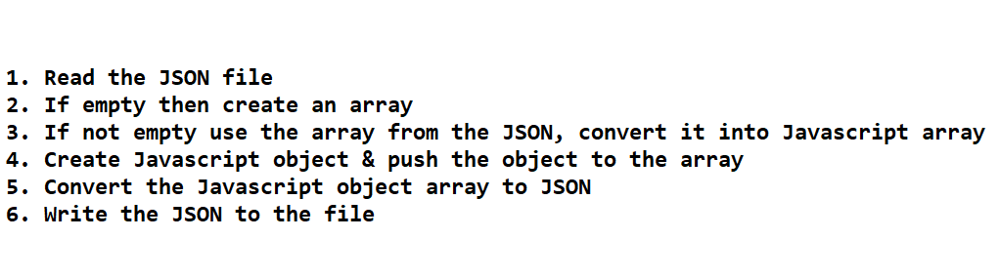 1. Read the JSON file
2. If empty then create an array
3. If not empty use the array from the JSON, convert it into Javascript array
4. Create Javascript object & push the object to the array
5. Convert the Javascript object array to JSON
6. Write the JSON to the file